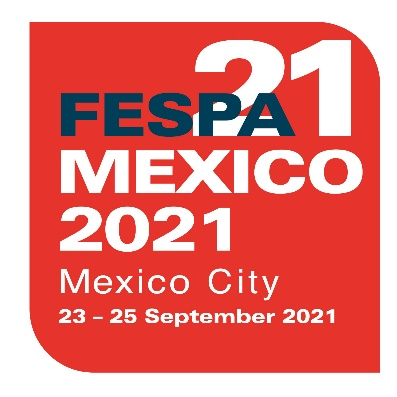 21
FESPA
MEXICO
2021
Mexico City
23 – 25 September 2021